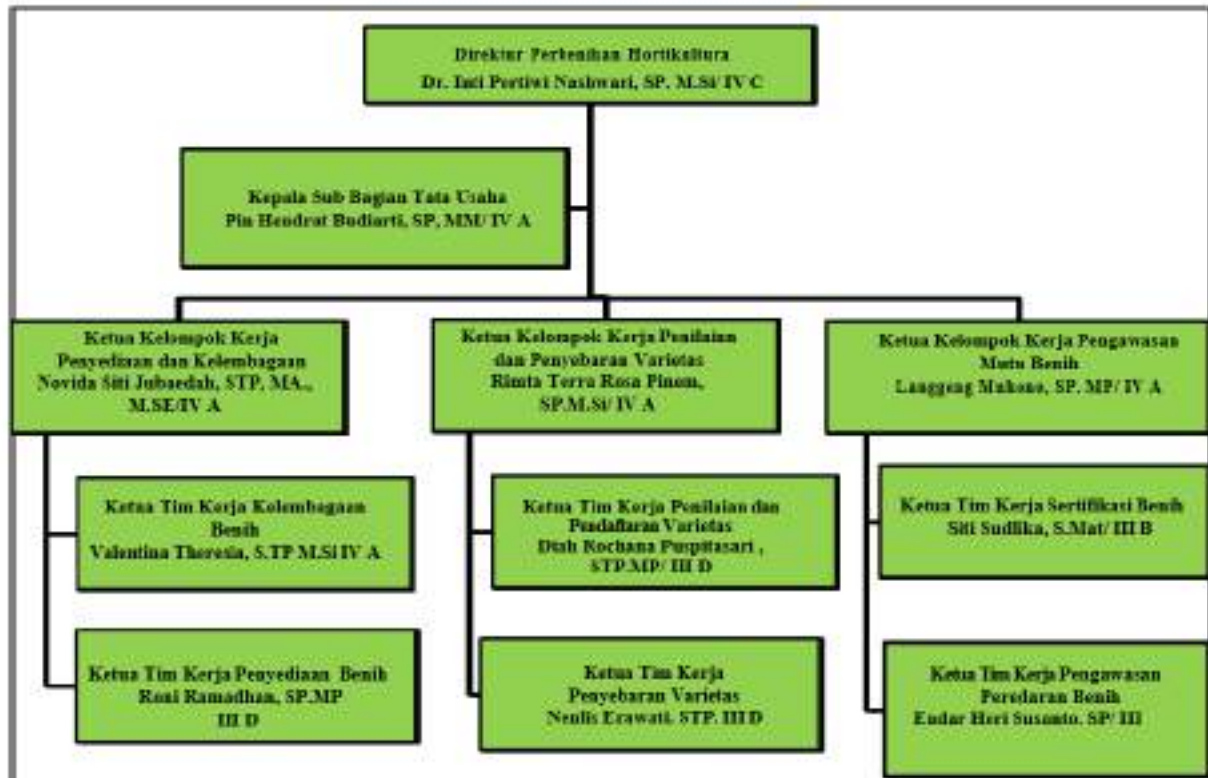 Direktur Perbenihan Hortikultura
Dr. Inti Pertiwi Nashwari, SP. M.Si/ IV C
Kepala Sub Bagian Tata Usaha
Pin Hendrat Budiarti, SP, MM/ IV A
Ketua Kelompok Kerja
Penyediaan dan Kelembagaan
Novida Siti Jubaedah, STP, MA.,
M.SE/IV A
Ketua Kelompok Kerja Penilaian
dan Penyebaran Varietas
Rimta Terra Rosa Pinem,
SP.M.Si/ IV A
Ketua Kelompok Kerja Pengawasan
Mutu Benih
Langgeng Muhono, SP. MP/ IV A
Ketua Tim Kerja Kelembagaan
Benih
Valentina Theresia, S.TP M.Si IV A
Ketua Tim Kerja Penilaian dan
Pendaftaran Varietas
Diah Rochana Puspitasari ,
STP.MP/ III D
Ketua Tim Kerja Sertifikasi Benih
Siti Sudlika, S.Mat/ III B
Ketua Tim Kerja Penyediaan Benih
Roni Ramadhan, SP.MP
III D
Ketua Tim Kerja
Penyebaran Varietas
Nenlis Erawati. STP. III D
Ketua Tim Kerja Pengawasan
Peredaran Benih
Endar Heri Susanto, SP/ III